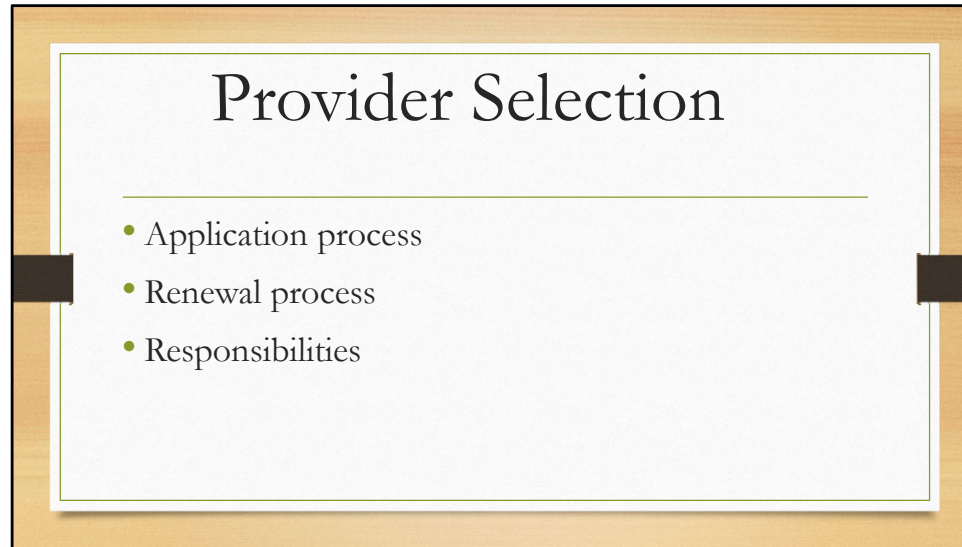 Provider Selection
• Application process
• Renewal process
• Responsibilities